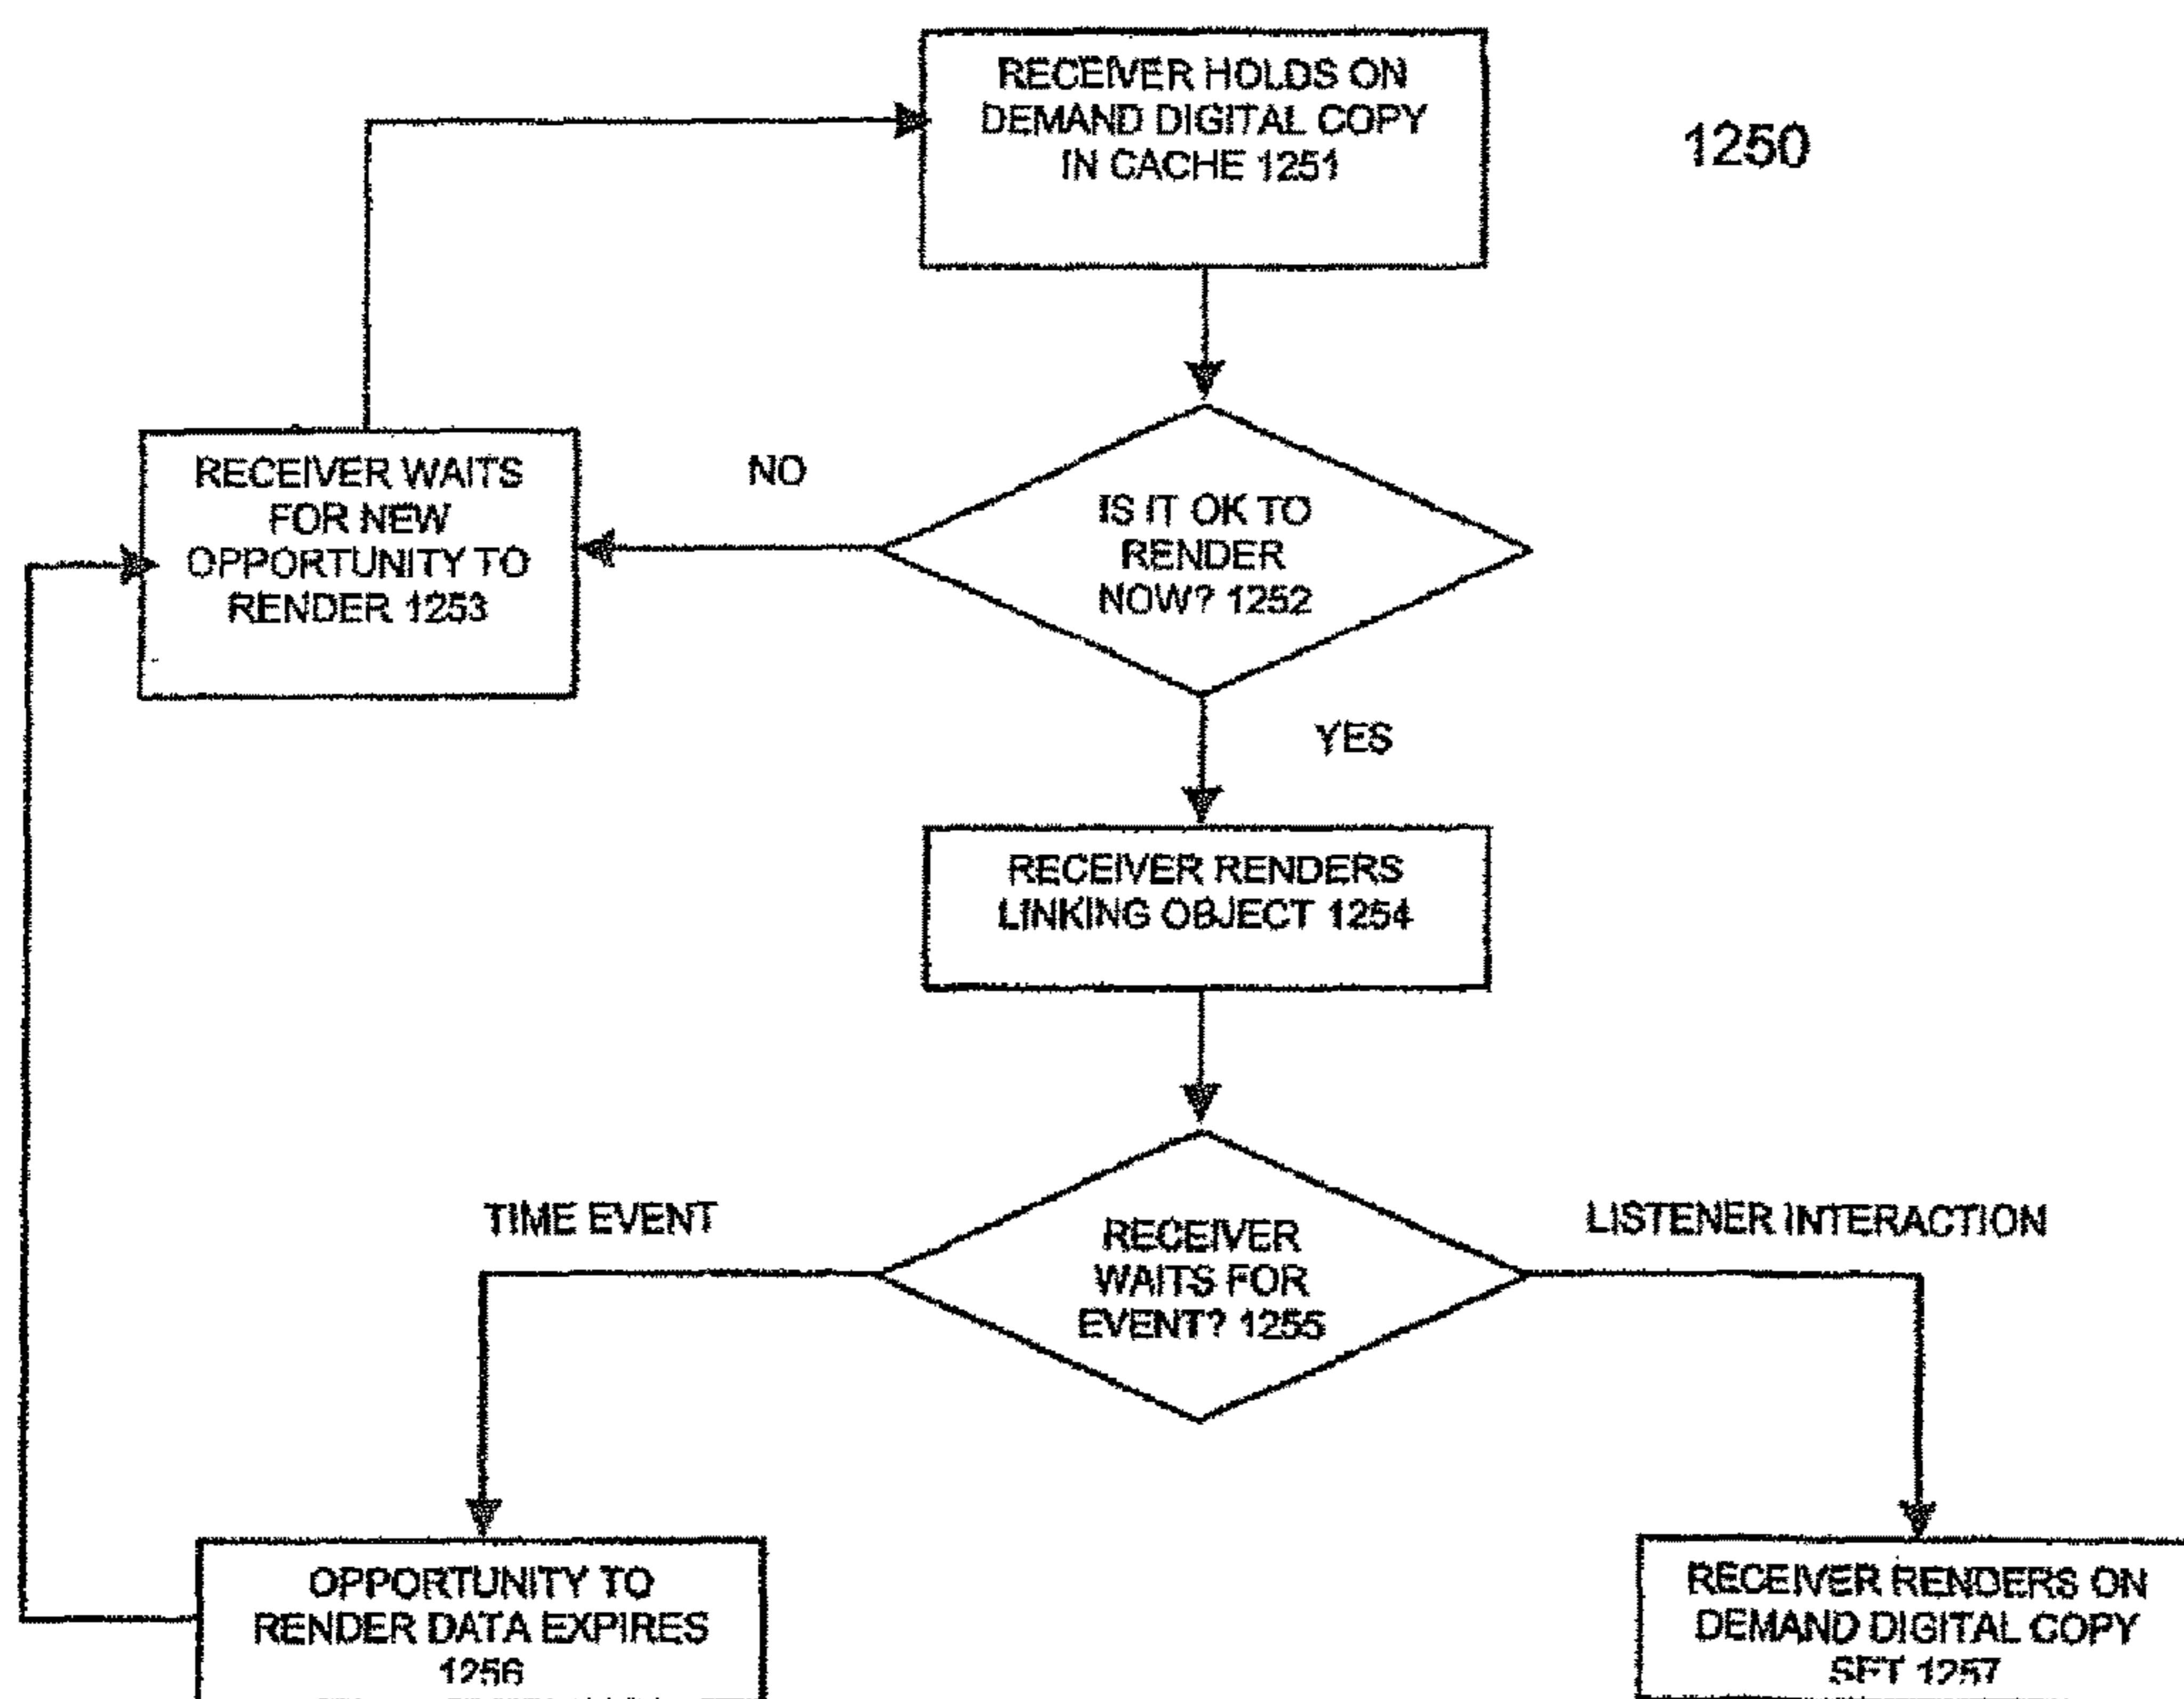 RECEIVER HOLDS ON
DEMAND DIGITAL COPY
IN CACHE 1251
1250
RECEIVER WAITS
FOR NEW
OPPORTUNITY TO
RENDER 1253
NO
IS IT OK TO
RENDER
NOW? 1252
YES
RECEIVER RENDERS
LINKING OBJECT 1254
TIME EVENT
RECEIVER
WAITS FOR
EVENT? 1255
LISTENER INTERACTION
OPPORTUNITY TO
RENDER DATA EXPIRES
1256
RECEIVER RENDERS ON
DEMAND DIGITAL COPY
SET 1257